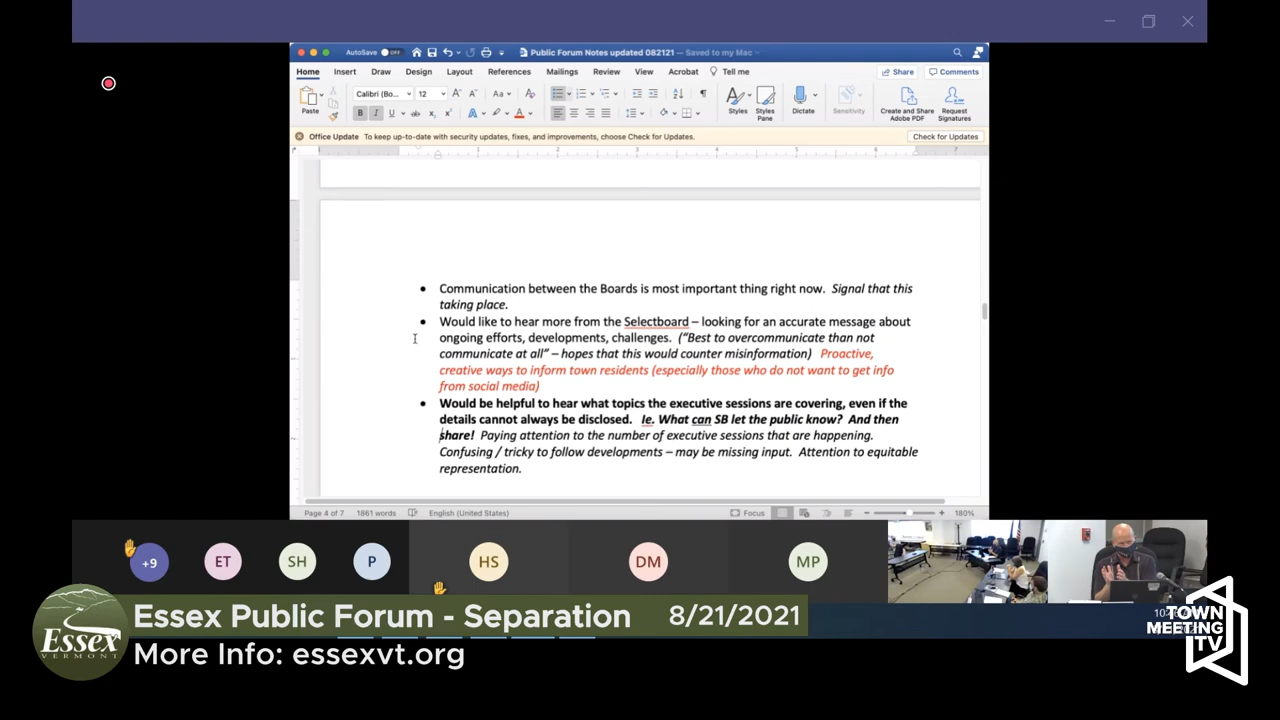 AutoSave OFF
Public Forum Notes updated 082121 — Saved to my Mac
Home Insert Draw Design Layout References Mailings Review View Acrobat Tell me Share Comments
Paste Calibri (Bo... 12 Styles Styles Pane Dictate Sensitivity Create and Share Adobe PDF Request Signatures
Office Update To keep up-to-date with security updates, fixes, and improvements, choose Check for Updates. Check for Updates
• Communication between the Boards is most important thing right now. Signal that this
taking place.
• Would like to hear more from the Selectboard – looking for an accurate message about
ongoing efforts, developments, challenges. (“Best to overcommunicate than not
communicate at all” – hopes that this would counter misinformation) Proactive,
creative ways to inform town residents (especially those who do not want to get info
from social media)
• Would be helpful to hear what topics the executive sessions are covering, even if the
details cannot always be disclosed. Ie. What can SB let the public know? And then
share! Paying attention to the number of executive sessions that are happening.
Confusing / tricky to follow developments – may be missing input. Attention to equitable
representation.
Page 4 of 7 1861 words English (United States) Focus 180%
+9 ET SH P HS DM MP
Essex Public Forum - Separation 8/21/2021
More Info: essexvt.org
Essex
VERMONT
TOWN
MEETING
TV